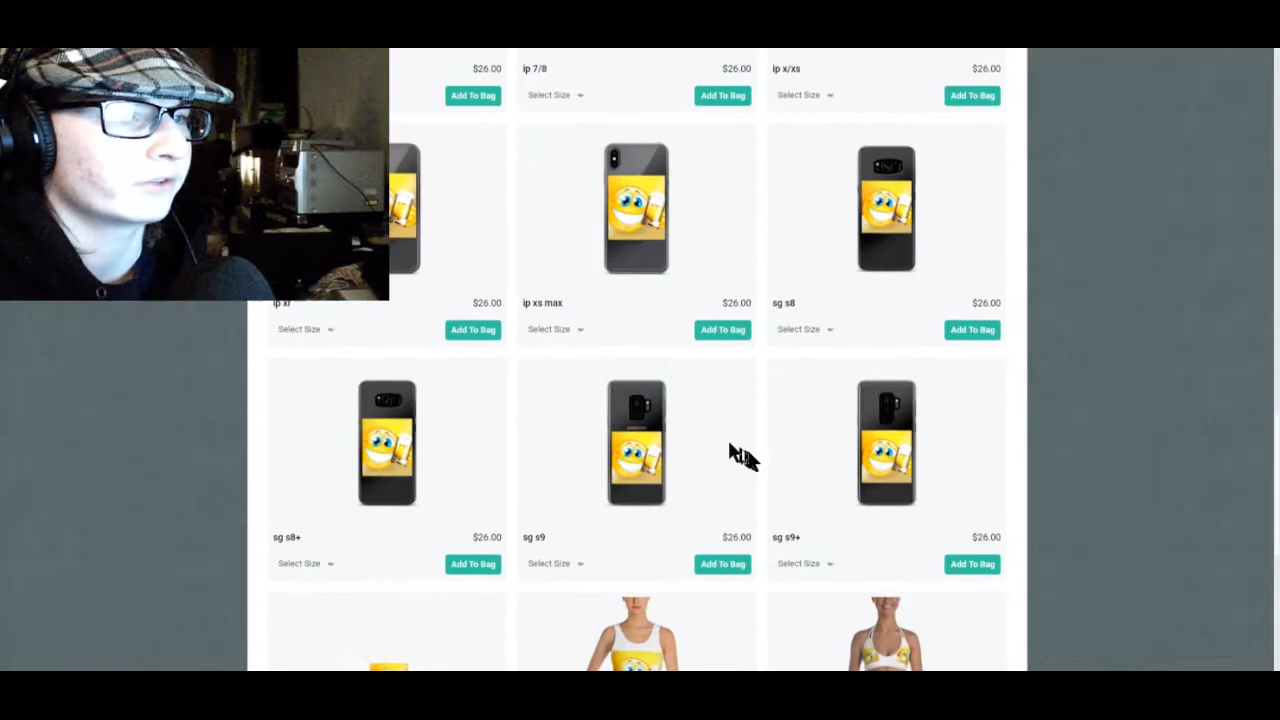 $26.00
ip 7/8 $26.00
ip x/xs $26.00
Add To Bag
Select Size Add To Bag
Select Size Add To Bag
ip xr $26.00
ip xs max $26.00
sg s8 $26.00
Select Size Add To Bag
Select Size Add To Bag
Select Size Add To Bag
sg s8+ $26.00
sg s9 $26.00
sg s9+ $26.00
Select Size Add To Bag
Select Size Add To Bag
Select Size Add To Bag